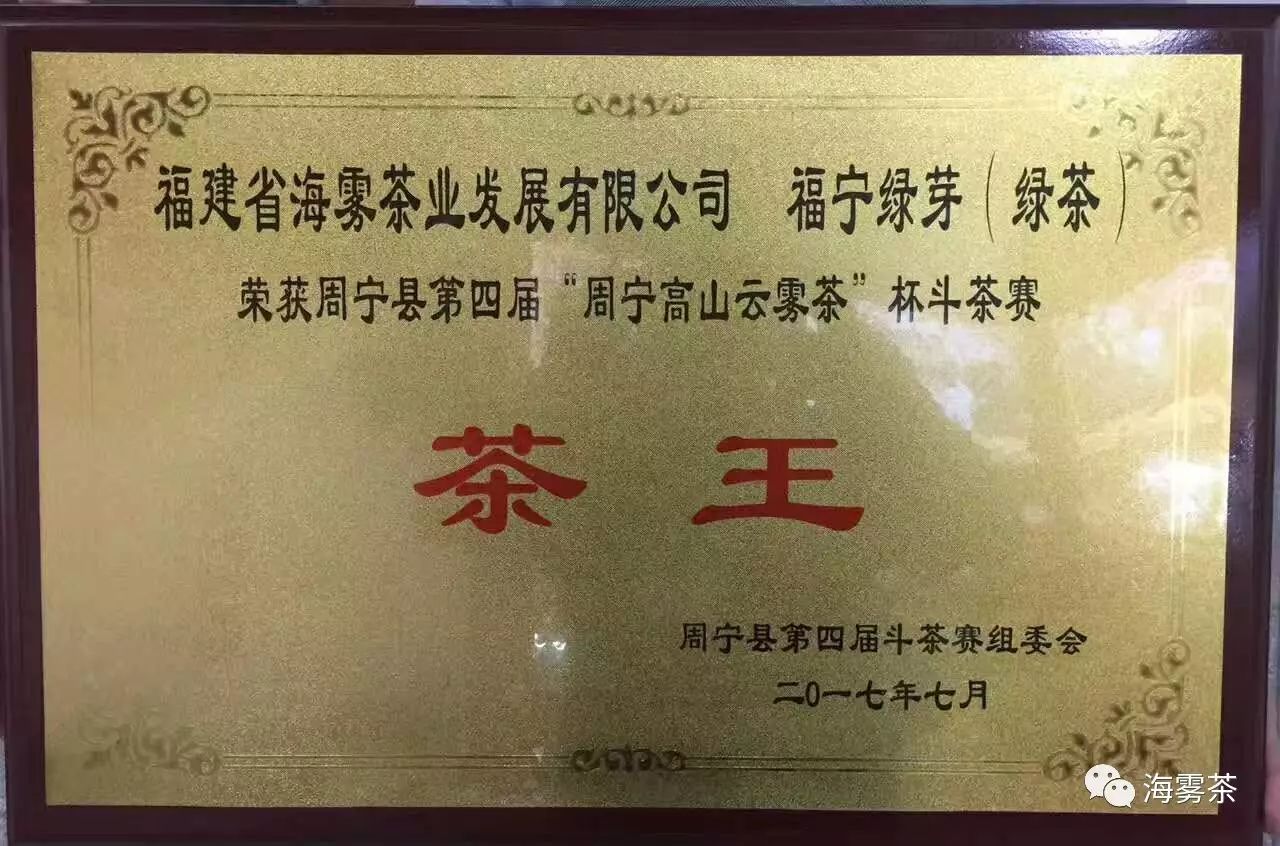 福建省海雾茶业发展有限公司 福宁绿芽(绿茶)
荣获周宁县第四届“周宁高山云雾茶”杯斗茶赛
茶王
周宁县第四届斗茶赛组委会
二0一七年七月
海雾茶